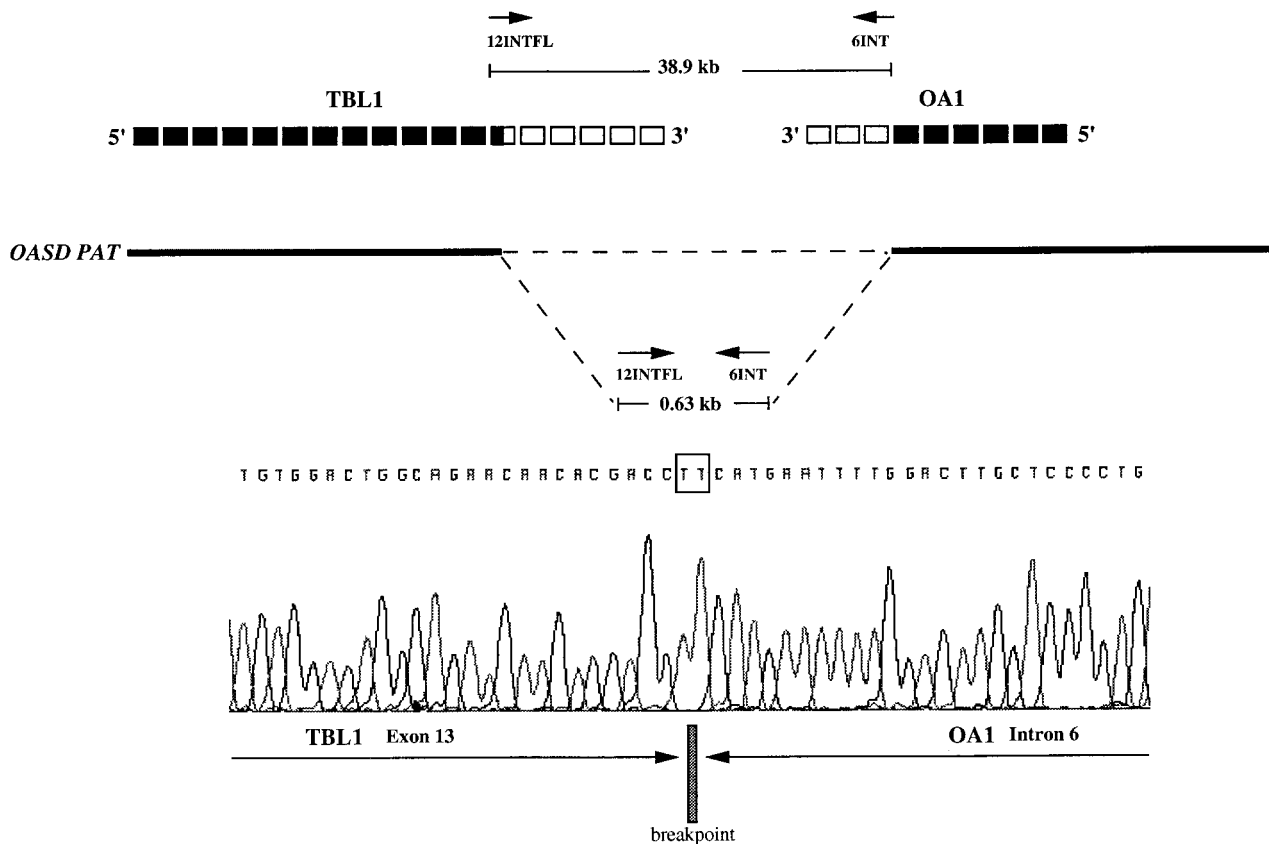 12INTFL 6INT
38.9 kb
TBL1 OA1
5' 3' 3' 5'
OASD PAT
12INTFL 6INT
0.63 kb
T G T G G A C T G G C A G A A C A A C A C G A C C T T C A T G A A T T T T G G A C T T G C T C C C C T G
TBL1 Exon 13 OA1 Intron 6
breakpoint